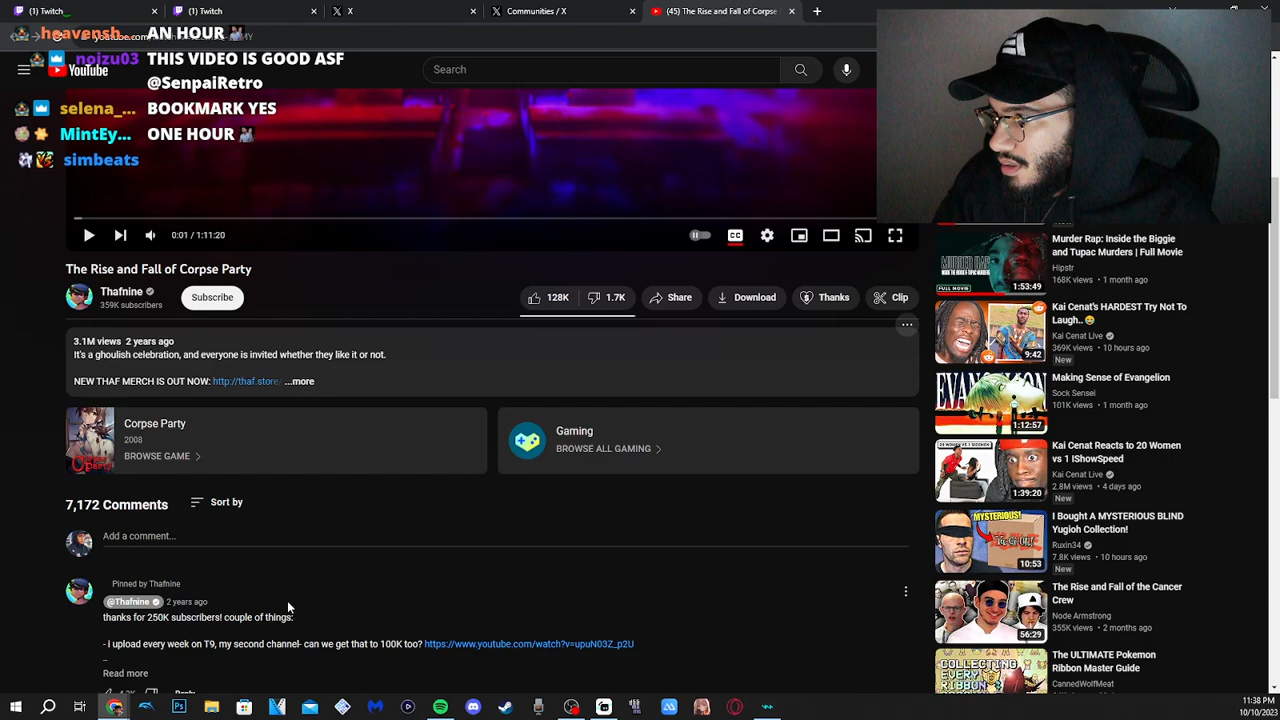 (1) Twitch
(1) Twitch
X
Communities / X
(45) The Rise and Fall of Corpse
heavensh... AN HOUR
nojzu03 THIS VIDEO IS GOOD ASF
@SenpaiRetro
selena_... BOOKMARK YES
MintEy... ONE HOUR
simbeats
YouTube
Search
0:01 / 1:11:20
CC
The Rise and Fall of Corpse Party
Thafnine
359K subscribers
Subscribe
128K
1.7K
Share
Download
Thanks
Clip
3.1M views 2 years ago
It's a ghoulish celebration, and everyone is invited whether they like it or not.
NEW THAF MERCH IS OUT NOW: http://thaf.store/ ...more
Corpse Party
2008
BROWSE GAME
Gaming
BROWSE ALL GAMING
7,172 Comments
Sort by
Add a comment...
Pinned by Thafnine
@Thafnine 2 years ago
thanks for 250K subscribers! couple of things:
- i upload every week on T9, my second channel- can we get that to 100K too? https://www.youtube.com/watch?v=upuN03Z_p2U
Read more
Reply
MURDER RAP:
FULL MOVIE
1:53:49
Murder Rap: Inside the Biggie
and Tupac Murders | Full Movie
Hipstr
168K views • 1 month ago
9:42
Kai Cenat's HARDEST Try Not To
Laugh..
Kai Cenat Live
369K views • 10 hours ago
New
1:12:57
Making Sense of Evangelion
Sock Sensei
101K views • 1 month ago
1:39:20
Kai Cenat Reacts to 20 Women
vs 1 IShowSpeed
Kai Cenat Live
2.8M views • 4 days ago
New
MYSTERIOUS!
10:53
I Bought A MYSTERIOUS BLIND
Yugioh Collection!
Ruxin34
7.8K views • 10 hours ago
New
56:29
The Rise and Fall of the Cancer
Crew
Node Armstrong
355K views • 2 months ago
COLLECTING
EVERY
RIBBON
The ULTIMATE Pokemon
Ribbon Master Guide
CannedWolfMeat
11:38 PM
10/10/2023